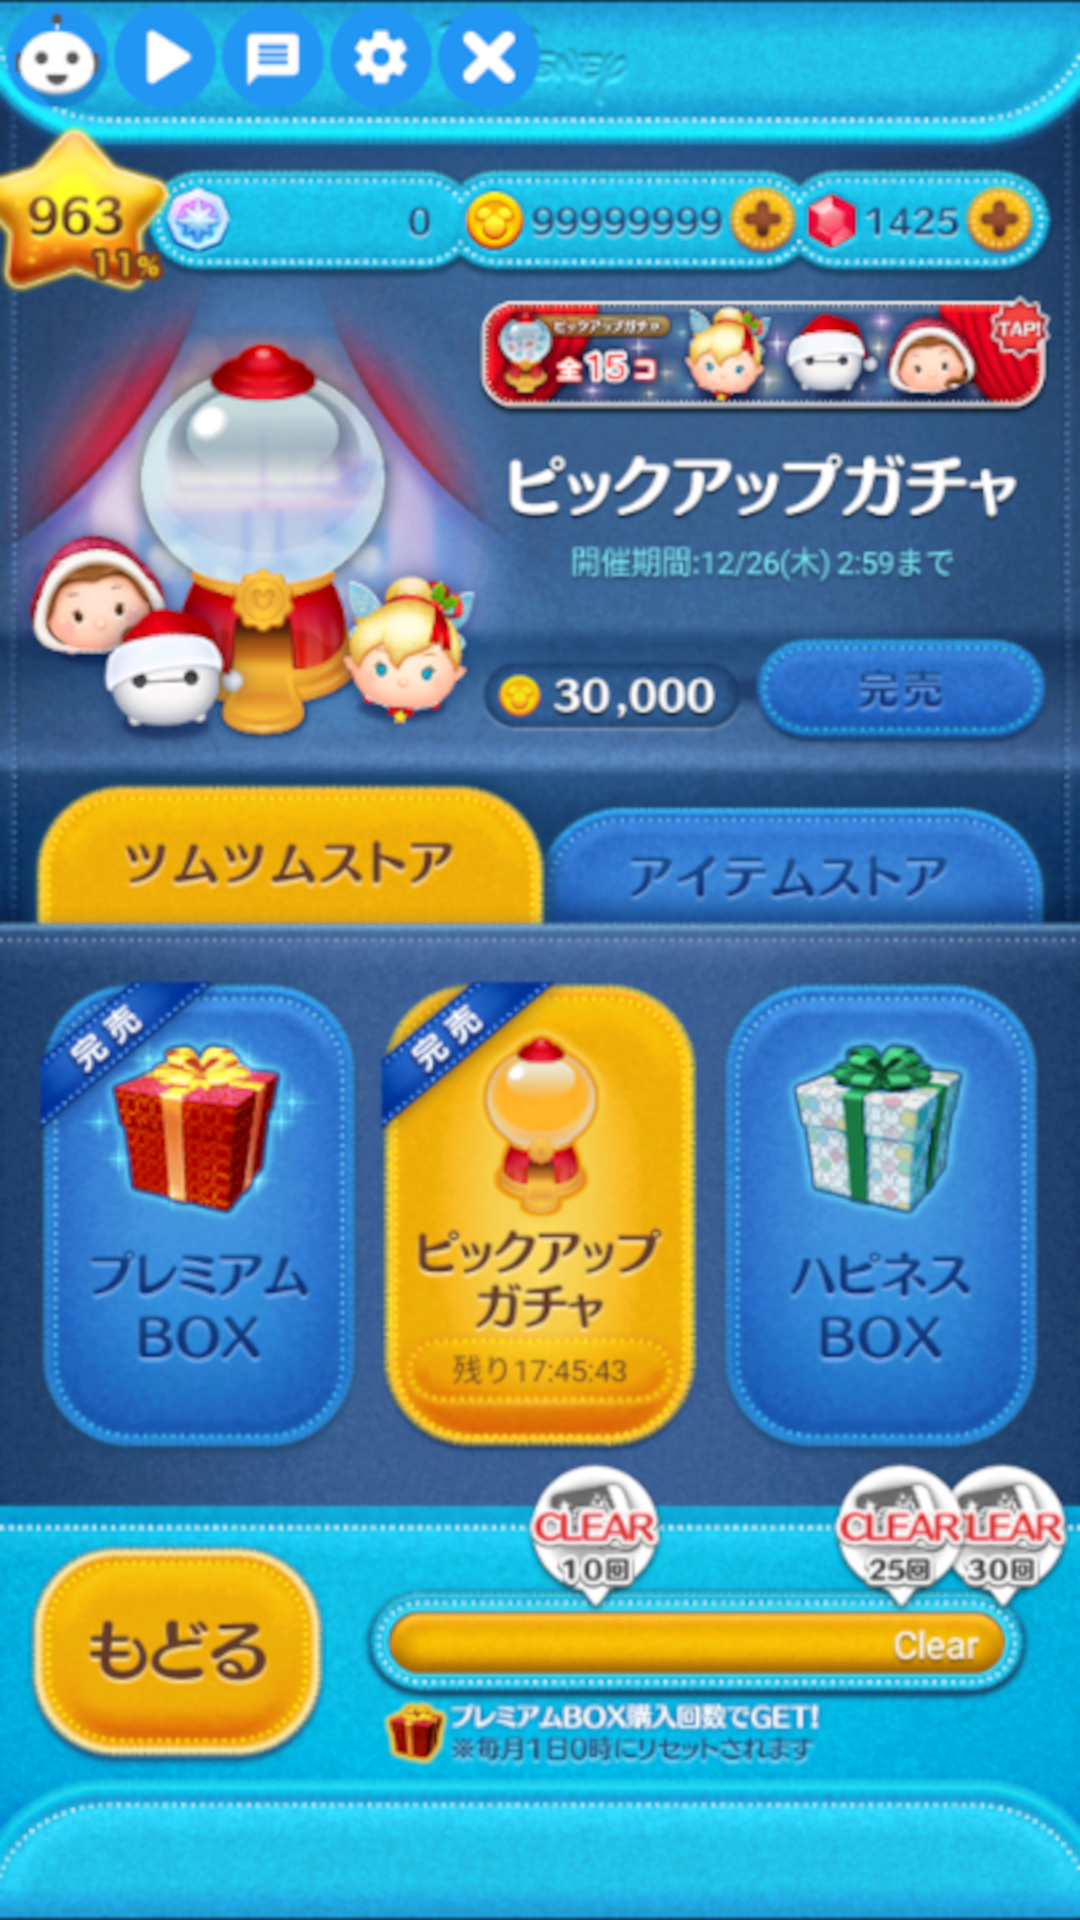 963
11%
0
99999999
1425
ピックアップガチャ
全15コ
TAP!
ピックアップガチャ
開催期間:12/26(木) 2:59まで
30,000
完売
ツムツムストア
アイテムストア
完売
プレミアム
BOX
完売
ピックアップ
ガチャ
残り17:45:43
ハピネス
BOX
CLEAR
10回
CLEAR
25回
CLEAR
30回
もどる
Clear
プレミアムBOX購入回数でGET!
※毎月1日0時にリセットされます